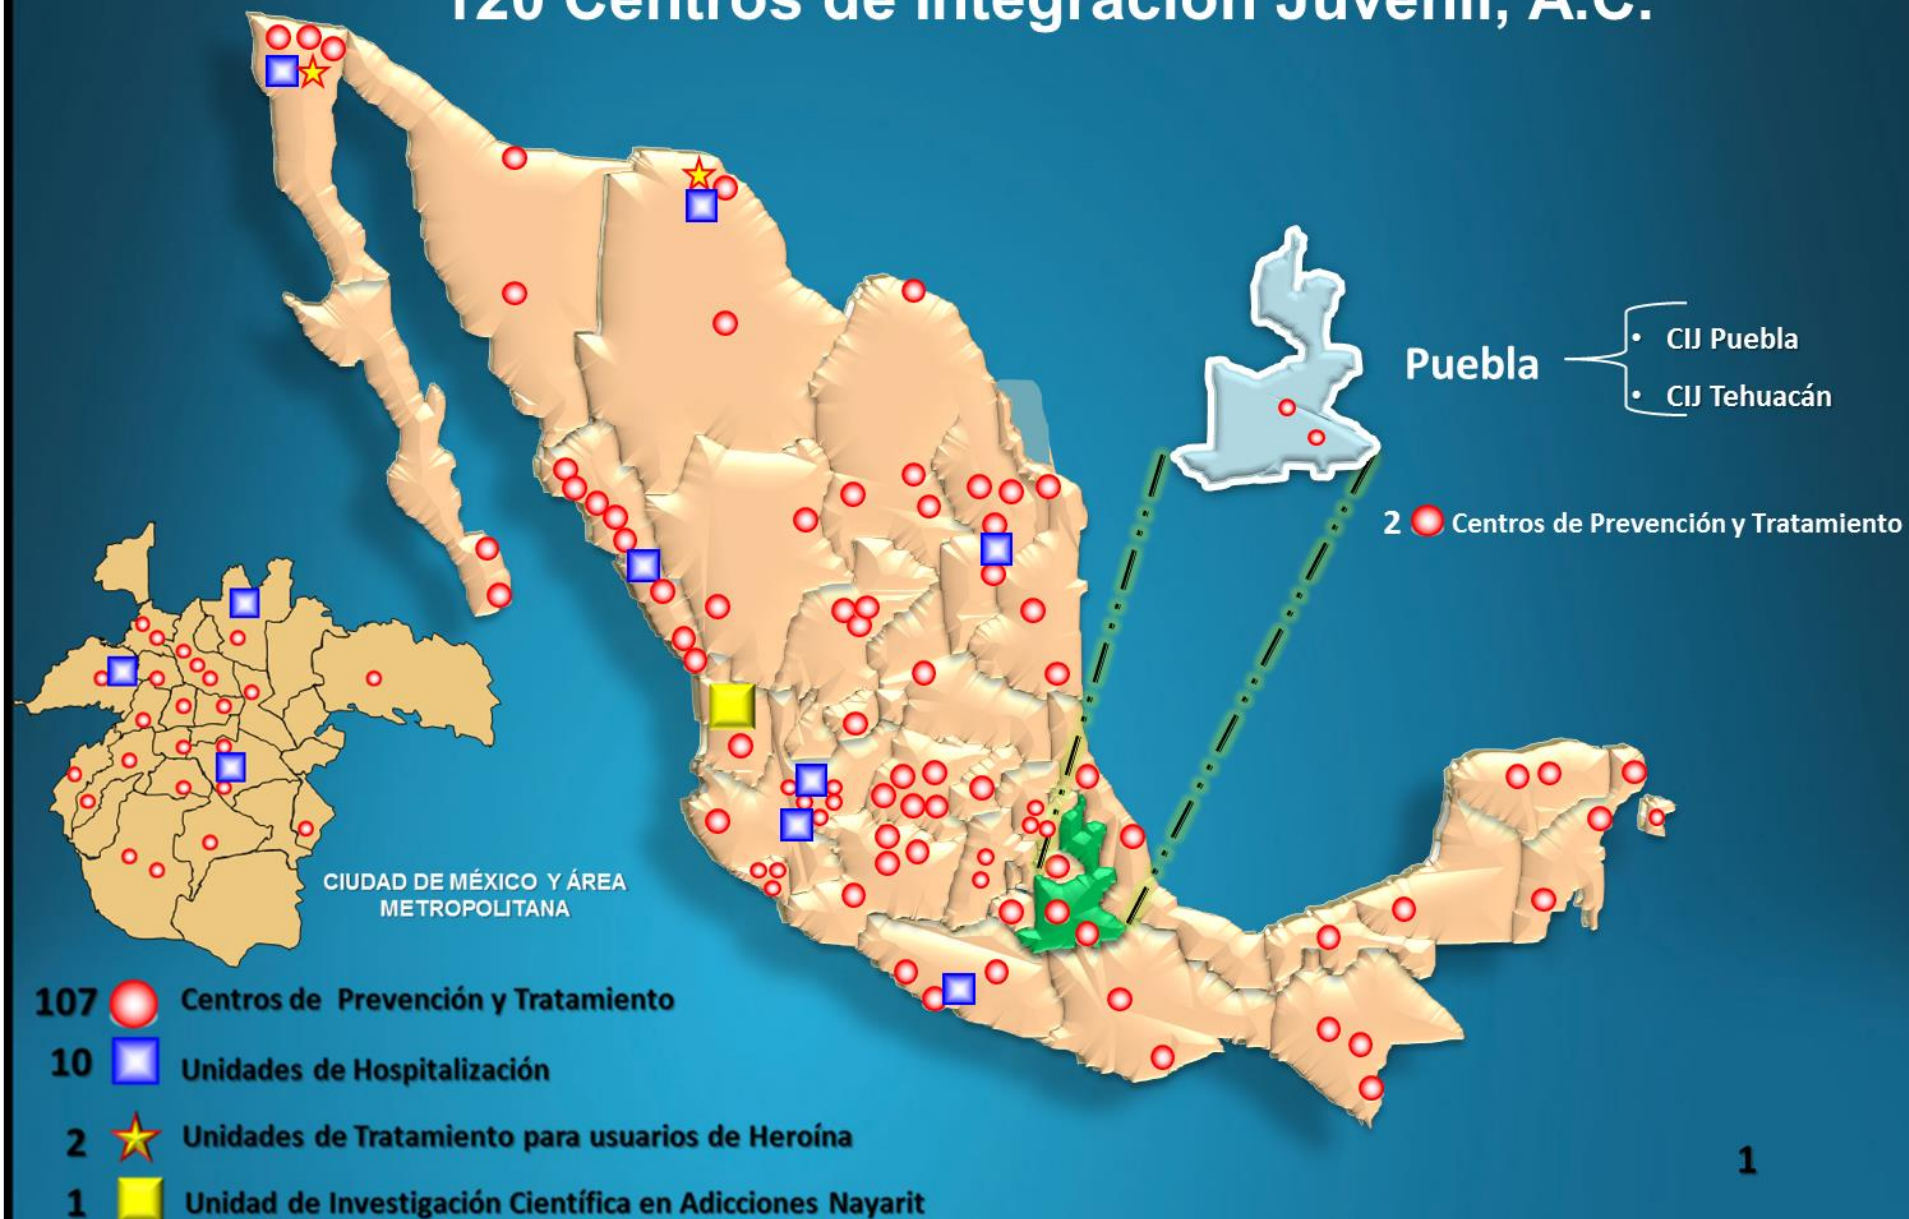 120 Centros de Integración Juvenil, A.C.
Puebla
• CIJ Puebla
• CIJ Tehuacán
2 Centros de Prevención y Tratamiento
CIUDAD DE MÉXICO Y ÁREA
METROPOLITANA
107 Centros de Prevención y Tratamiento
10 Unidades de Hospitalización
2 Unidades de Tratamiento para usuarios de Heroína
1 Unidad de Investigación Científica en Adicciones Nayarit
1